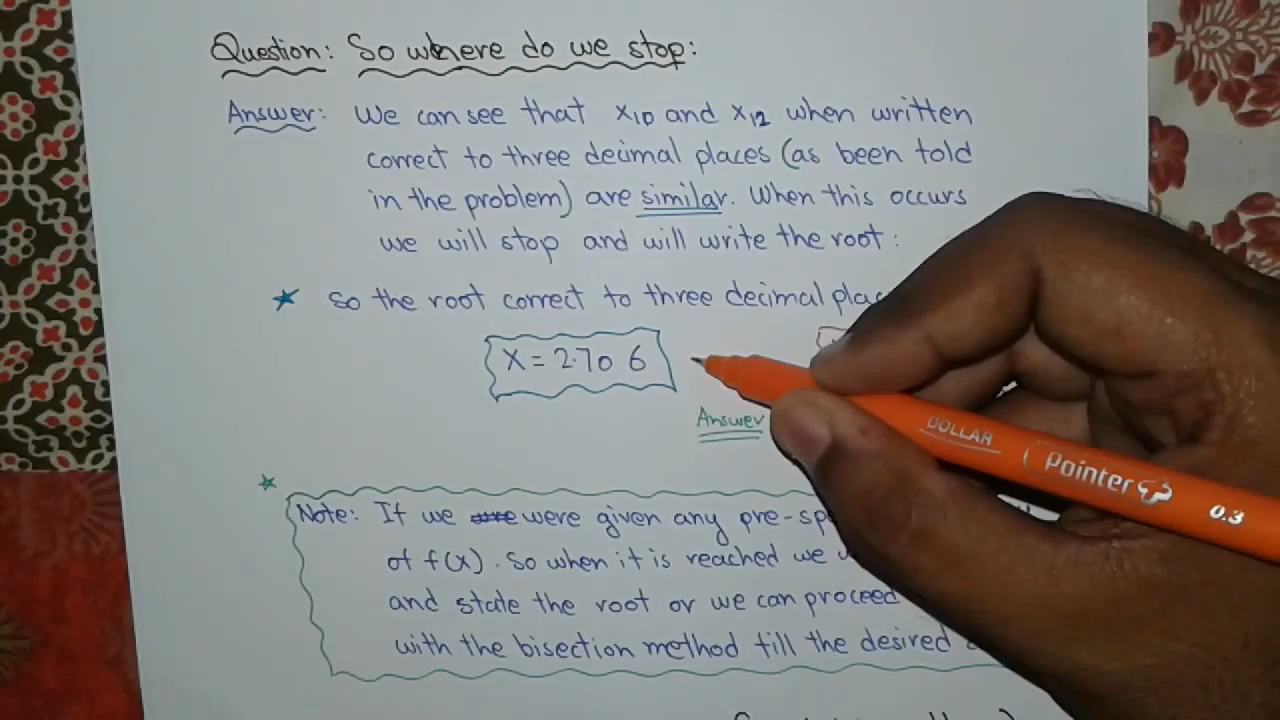 Question: So where do we stop:
Answer: We can see that x10 and x12 when written
correct to three decimal places (as been told
in the problem) are similar. When this occurs
we will stop and will write the root:
★ So the root correct to three decimal
X = 2.706
Answer
DOLLAR
Pointer
0.3
★
Note: If we were given any
of f(x). So when it is reached we
and state the root or we can proceed
with the bisection method till the desired